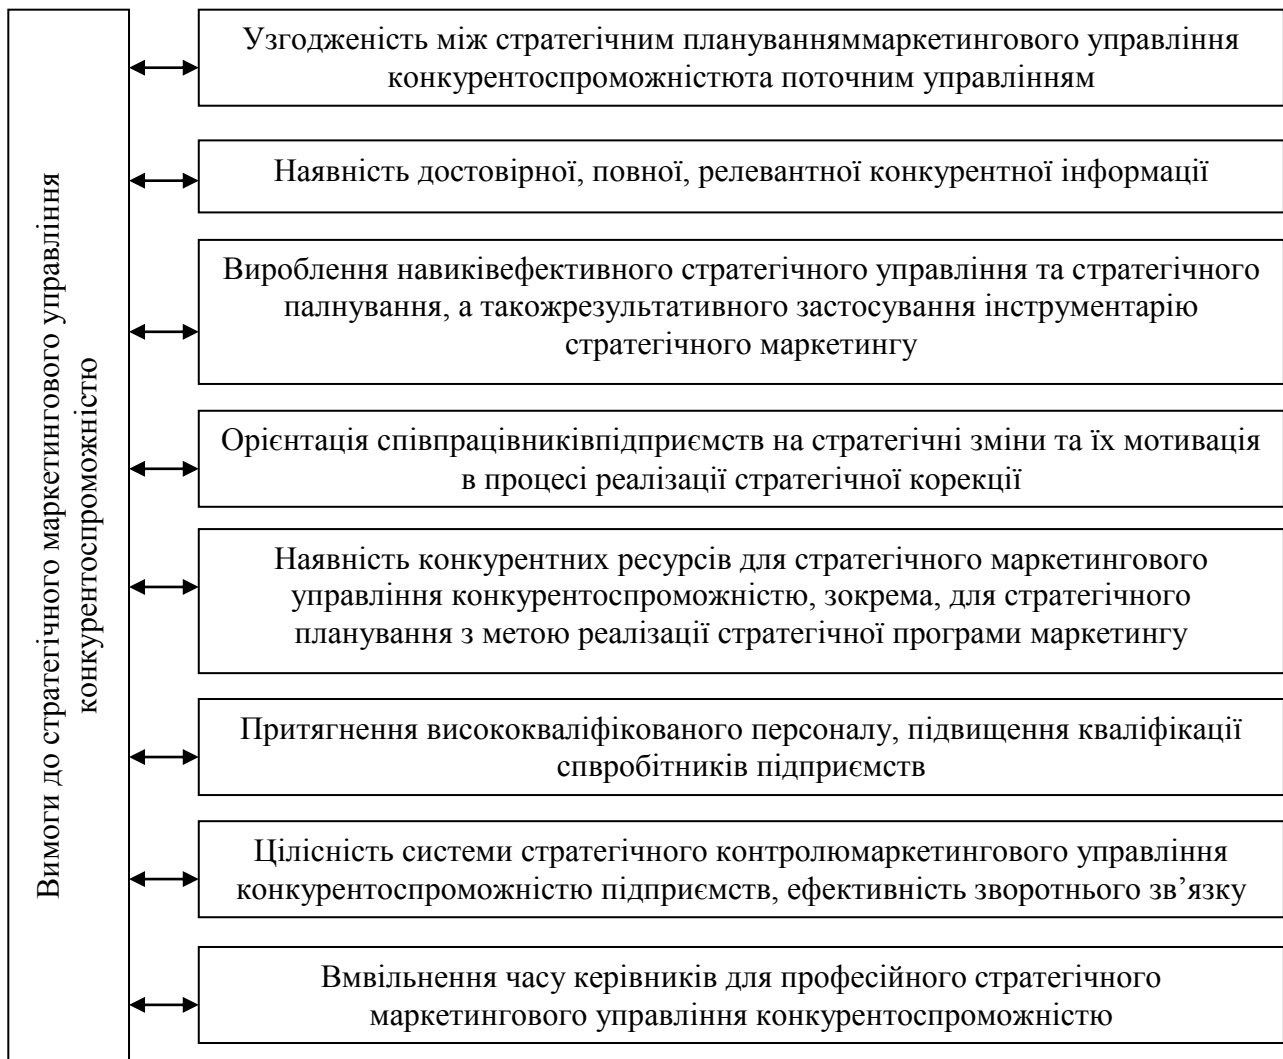 Вимоги до стратегічного маркетингового управління
конкурентоспроможністю
Узгодженість між стратегічним плануванняммаркетингового управління
конкурентоспроможністюта поточним управлінням
Наявність достовірної, повної, релевантної конкурентної інформації
Вироблення навиківефективного стратегічного управління та стратегічного
палнування, а такожрезультативного застосування інструментарію
стратегічного маркетингу
Орієнтація співпрацівниківпідприємств на стратегічні зміни та їх мотивація
в процесі реалізації стратегічної корекції
Наявність конкурентних ресурсів для стратегічного маркетингового
управління конкурентоспроможністю, зокрема, для стратегічного
планування з метою реалізації стратегічної програми маркетингу
Притягнення висококваліфікованого персоналу, підвищення кваліфікації
спвробітників підприємств
Цілісність системи стратегічного контролюмаркетингового управління
конкурентоспроможністю підприємств, ефективність зворотнього зв’язку
Вмвільнення часу керівників для професійного стратегічного
маркетингового управління конкурентоспроможністю